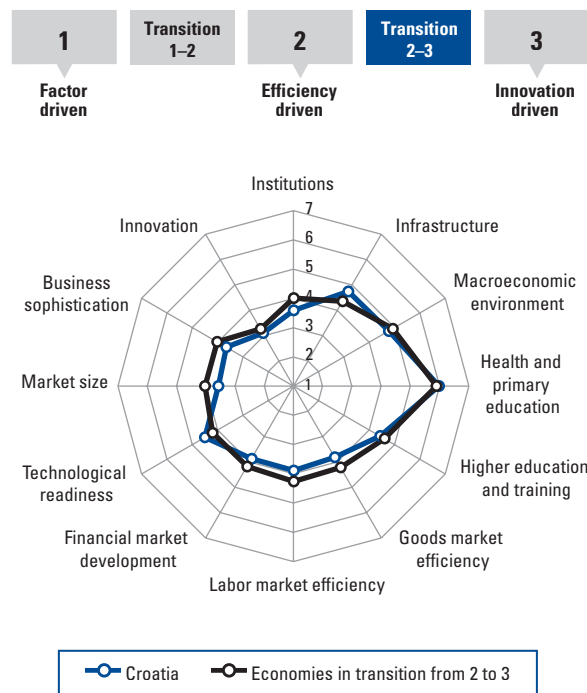 1
Transition
1–2
2
Transition
2–3
3
Factor
driven
Efficiency
driven
Innovation
driven
Institutions
7
Innovation
Infrastructure
6
5
Business
sophistication
Macroeconomic
environment
4
3
2
Market size
1
Health and
primary
education
Technological
readiness
Higher education
and training
Financial market
development
Goods market
efficiency
Labor market efficiency
Croatia
Economies in transition from 2 to 3